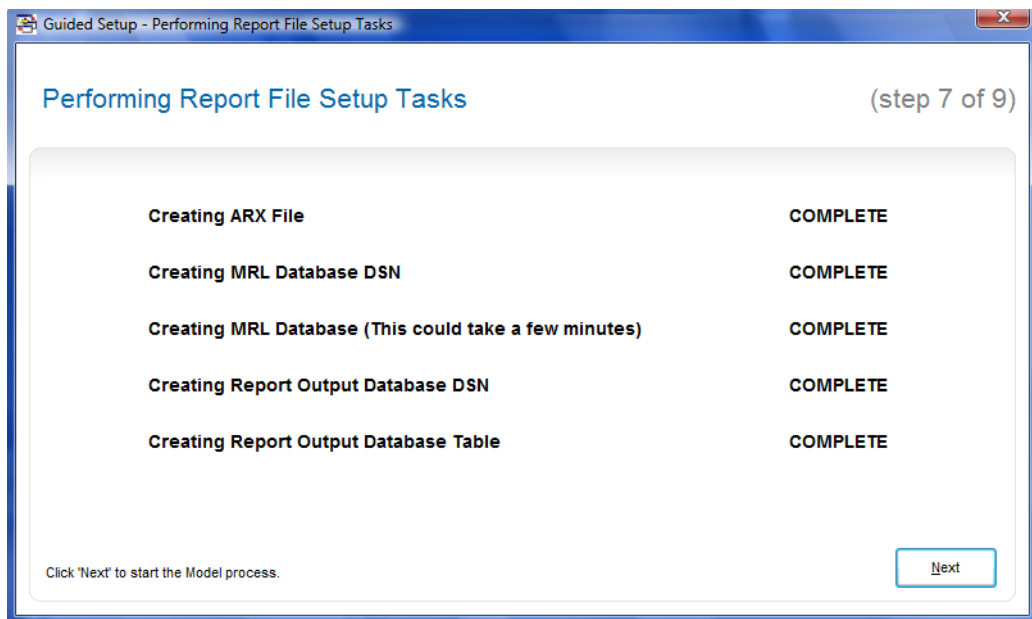 Guided Setup - Performing Report File Setup Tasks
x
Performing Report File Setup Tasks (step 7 of 9)
Creating ARX File COMPLETE
Creating MRL Database DSN COMPLETE
Creating MRL Database (This could take a few minutes) COMPLETE
Creating Report Output Database DSN COMPLETE
Creating Report Output Database Table COMPLETE
Click 'Next' to start the Model process. Next